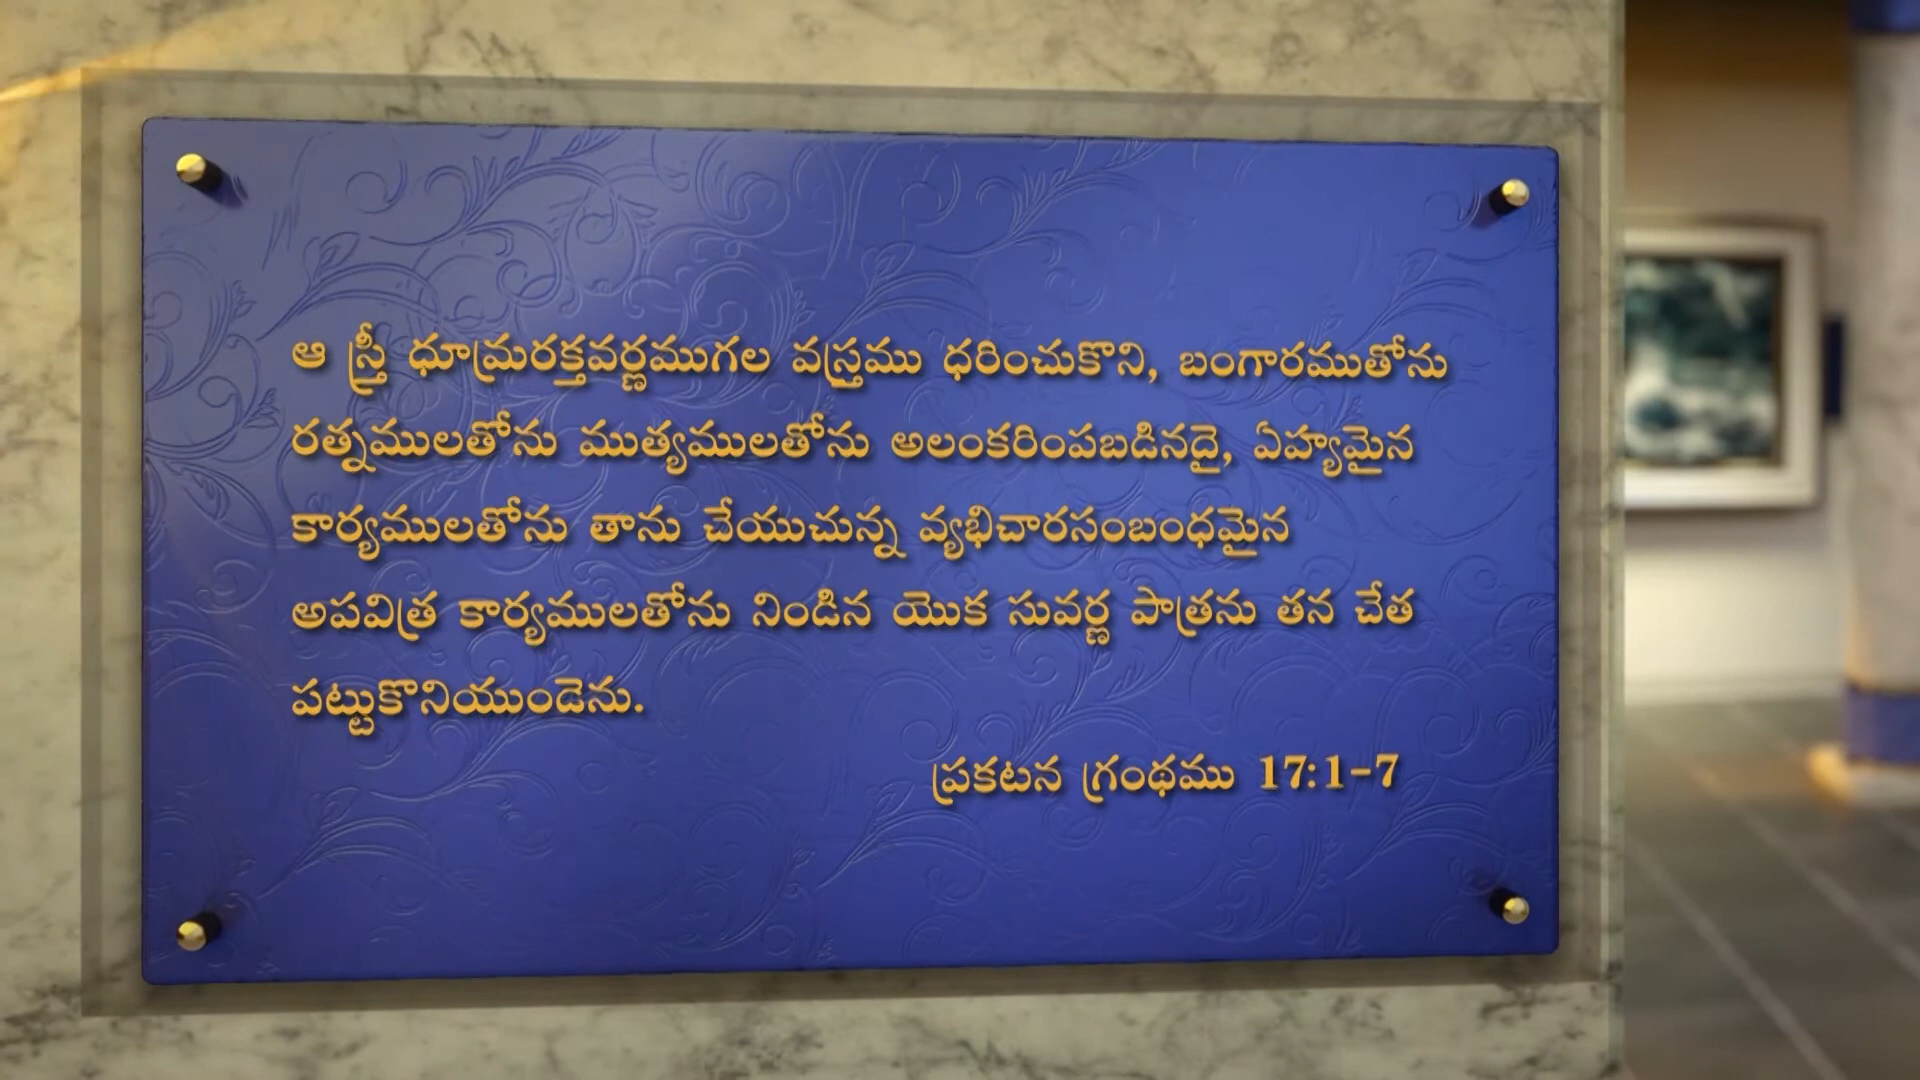 ఆ స్త్రీ ధూమ్రరక్తవర్ణముగల వస్త్రము ధరించుకొని, బంగారముతోను
రత్నములతోను ముత్యములతోను అలంకరింపబడినదై, ఏహ్యమైన
కార్యములతోను తాను చేయుచున్న వ్యభిచారసంబంధమైన
అపవిత్ర కార్యములతోను నిండిన యొక సువర్ణ పాత్రను తన చేత
పట్టుకొనియుండెను.
ప్రకటన గ్రంథము 17:1-7